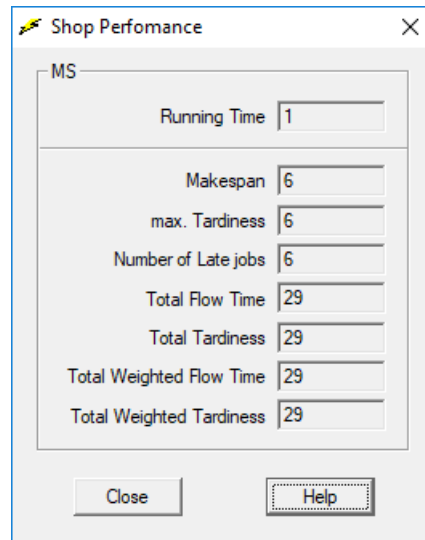 Shop Perfomance
MS
Running Time 1
Makespan 6
max. Tardiness 6
Number of Late jobs 6
Total Flow Time 29
Total Tardiness 29
Total Weighted Flow Time 29
Total Weighted Tardiness 29
Close Help